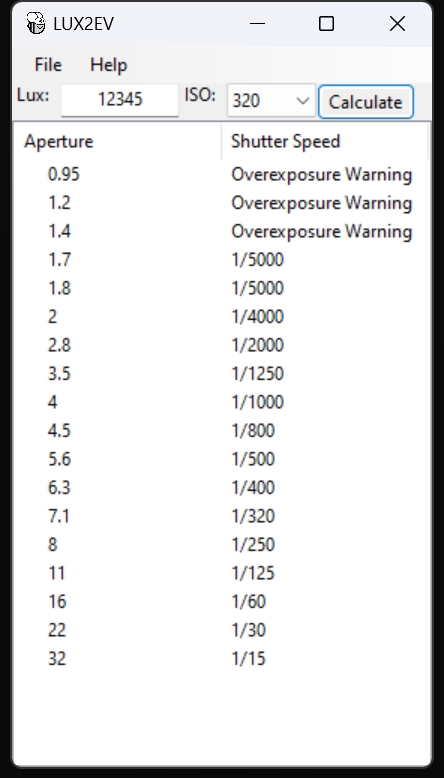 LUX2EV
File Help
Lux: 12345 ISO: 320 Calculate
Aperture Shutter Speed
0.95 Overexposure Warning
1.2 Overexposure Warning
1.4 Overexposure Warning
1.7 1/5000
1.8 1/5000
2 1/4000
2.8 1/2000
3.5 1/1250
4 1/1000
4.5 1/800
5.6 1/500
6.3 1/400
7.1 1/320
8 1/250
11 1/125
16 1/60
22 1/30
32 1/15